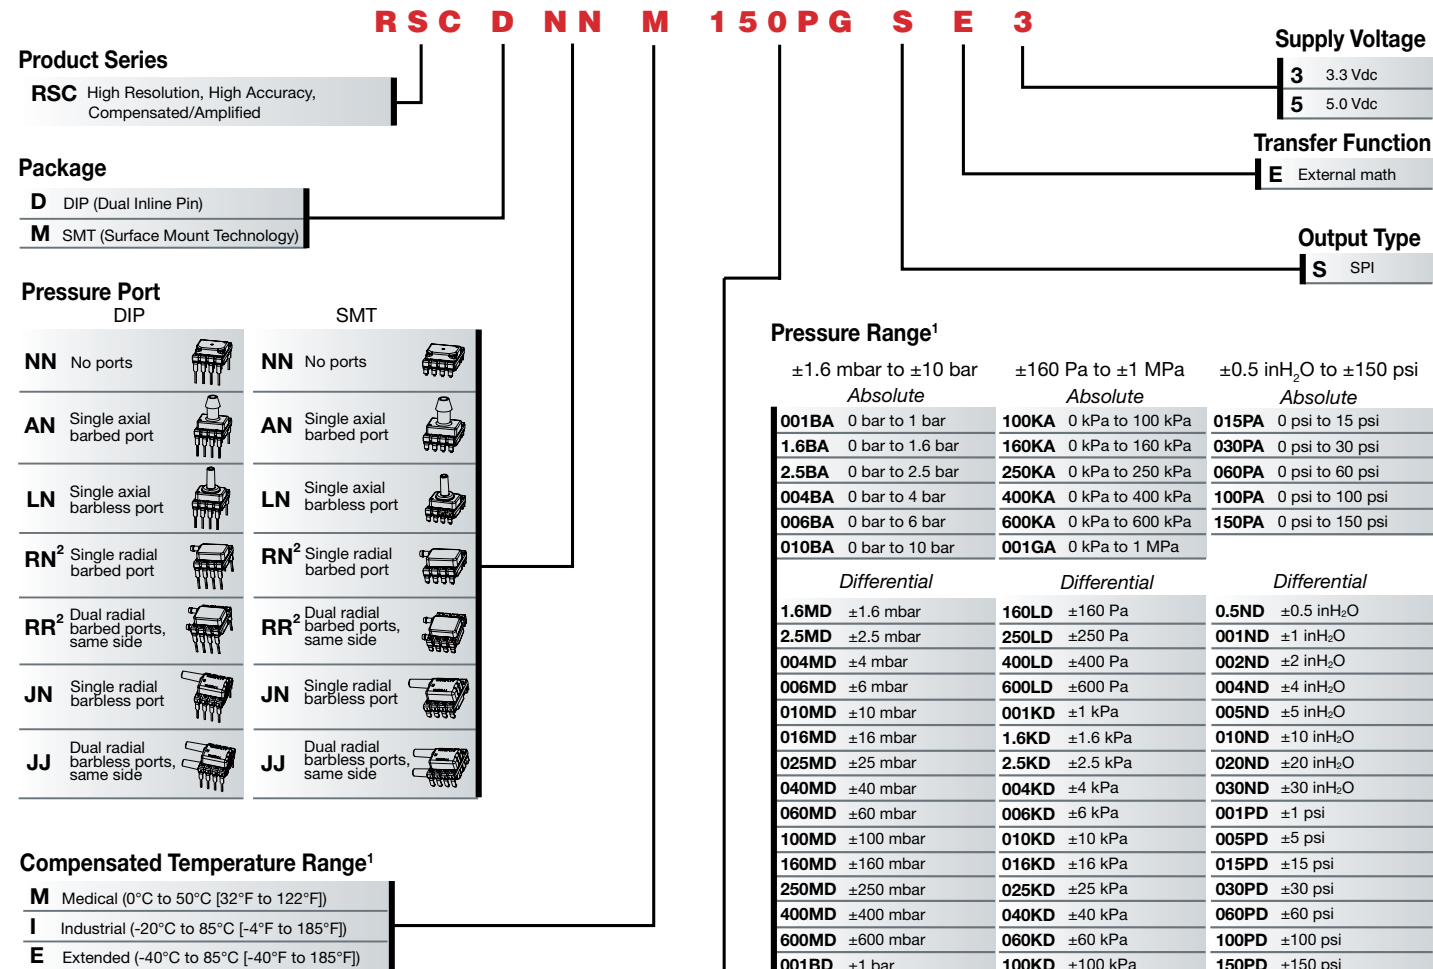 RSC D NN M 150PG S E 3
Product Series
RSC High Resolution, High Accuracy,
Compensated/Amplified
Package
D DIP (Dual Inline Pin)
M SMT (Surface Mount Technology)
Pressure Port
DIP
NN No ports
AN Single axial
barbed port
LN Single axial
barbless port
RN² Single radial
barbed port
RR² Dual radial
barbed ports,
same side
JN Single radial
barbless port
JJ Dual radial
barbless ports,
same side
SMT
NN No ports
AN Single axial
barbed port
LN Single axial
barbless port
RN² Single radial
barbed port
RR² Dual radial
barbed ports,
same side
JN Single radial
barbless port
JJ Dual radial
barbless ports,
same side
Compensated Temperature Range¹
M Medical (0°C to 50°C [32°F to 122°F])
I Industrial (-20°C to 85°C [-4°F to 185°F])
E Extended (-40°C to 85°C [-40°F to 185°F])
Supply Voltage
3 3.3 Vdc
5 5.0 Vdc
Transfer Function
E External math
Output Type
S SPI
Pressure Range¹
±1.6 mbar to ±10 bar
Absolute
001BA 0 bar to 1 bar
1.6BA 0 bar to 1.6 bar
2.5BA 0 bar to 2.5 bar
004BA 0 bar to 4 bar
006BA 0 bar to 6 bar
010BA 0 bar to 10 bar
Differential
1.6MD ±1.6 mbar
2.5MD ±2.5 mbar
004MD ±4 mbar
006MD ±6 mbar
010MD ±10 mbar
016MD ±16 mbar
025MD ±25 mbar
040MD ±40 mbar
060MD ±60 mbar
100MD ±100 mbar
160MD ±160 mbar
250MD ±250 mbar
400MD ±400 mbar
600MD ±600 mbar
001BD ±1 bar
±160 Pa to ±1 MPa
Absolute
100KA 0 kPa to 100 kPa
160KA 0 kPa to 160 kPa
250KA 0 kPa to 250 kPa
400KA 0 kPa to 400 kPa
600KA 0 kPa to 600 kPa
001GA 0 kPa to 1 MPa
Differential
160LD ±160 Pa
250LD ±250 Pa
400LD ±400 Pa
600LD ±600 Pa
001KD ±1 kPa
1.6KD ±1.6 kPa
2.5KD ±2.5 kPa
004KD ±4 kPa
006KD ±6 kPa
010KD ±10 kPa
016KD ±16 kPa
025KD ±25 kPa
040KD ±40 kPa
060KD ±60 kPa
100KD ±100 kPa
±0.5 inH₂O to ±150 psi
Absolute
015PA 0 psi to 15 psi
030PA 0 psi to 30 psi
060PA 0 psi to 60 psi
100PA 0 psi to 100 psi
150PA 0 psi to 150 psi
Differential
0.5ND ±0.5 inH₂O
001ND ±1 inH₂O
002ND ±2 inH₂O
004ND ±4 inH₂O
005ND ±5 inH₂O
010ND ±10 inH₂O
020ND ±20 inH₂O
030ND ±30 inH₂O
001PD ±1 psi
005PD ±5 psi
015PD ±15 psi
030PD ±30 psi
060PD ±60 psi
100PD ±100 psi
150PD ±150 psi